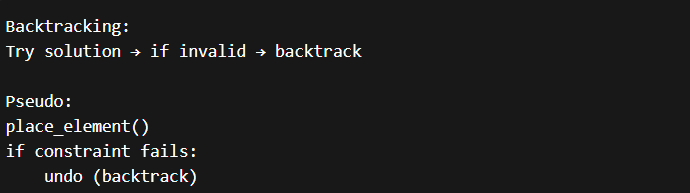 Backtracking:
Try solution → if invalid → backtrack
Pseudo:
place_element()
if constraint fails:
    undo (backtrack)